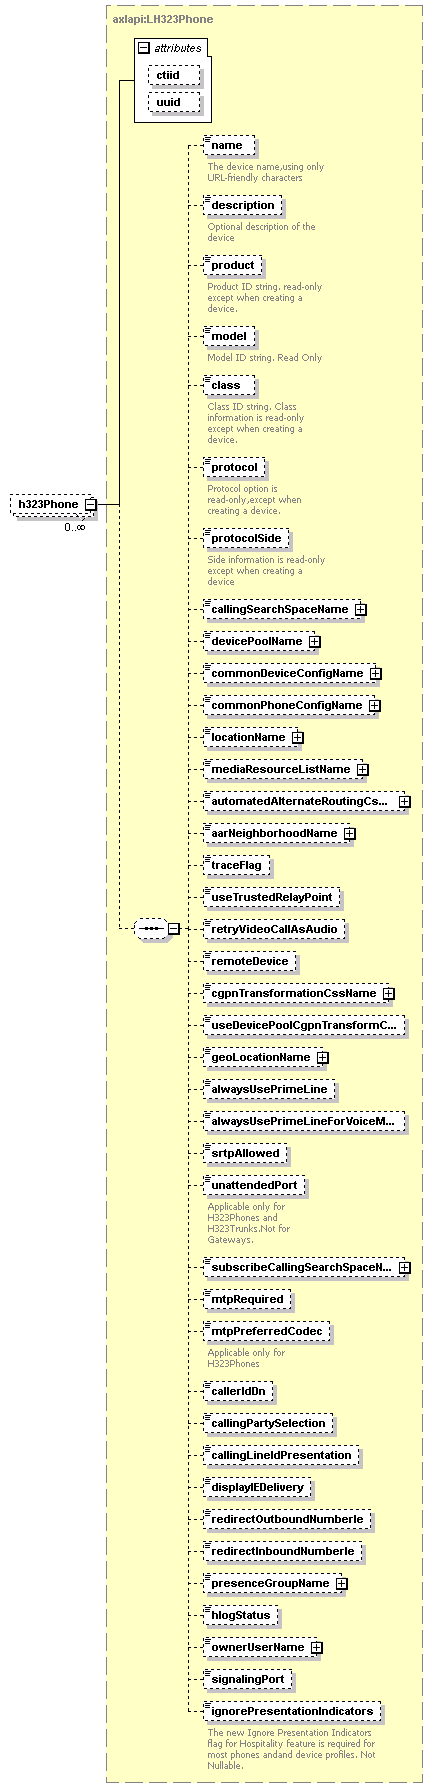 axlapi:LH323Phone
attributes
ctiid
uuid
name
The device name,using only
URL-friendly characters
description
Optional description of the
device
product
Product ID string. read-only
except when creating a
device.
model
Model ID string. Read Only
class
Class ID string. Class
information is read-only
except when creating a
device.
protocol
Protocol option is
read-only,except when
creating a device.
h323Phone
0..∞
protocolSide
Side information is read-only
except when creating a
device
callingSearchSpaceName
devicePoolName
commonDeviceConfigName
commonPhoneConfigName
locationName
mediaResourceListName
automatedAlternateRoutingCs...
aarNeighborhoodName
traceFlag
useTrustedRelayPoint
retryVideoCallAsAudio
remoteDevice
cgpnTransformationCssName
useDevicePoolCgpnTransformC...
geoLocationName
alwaysUsePrimeLine
alwaysUsePrimeLineForVoiceM...
srtpAllowed
unattendedPort
Applicable only for
H323Phones and
H323Trunks.Not for
Gateways.
subscribeCallingSearchSpaceN...
mtpRequired
mtpPreferredCodec
Applicable only for
H323Phones
callerIdDn
callingPartySelection
callingLineIdPresentation
displayIEDelivery
redirectOutboundNumberIe
redirectInboundNumberIe
presenceGroupName
hlogStatus
ownerUserName
signalingPort
ignorePresentationIndicators
The new Ignore Presentation Indicators
flag for Hospitality feature is required for
most phones andand device profiles. Not
Nullable.